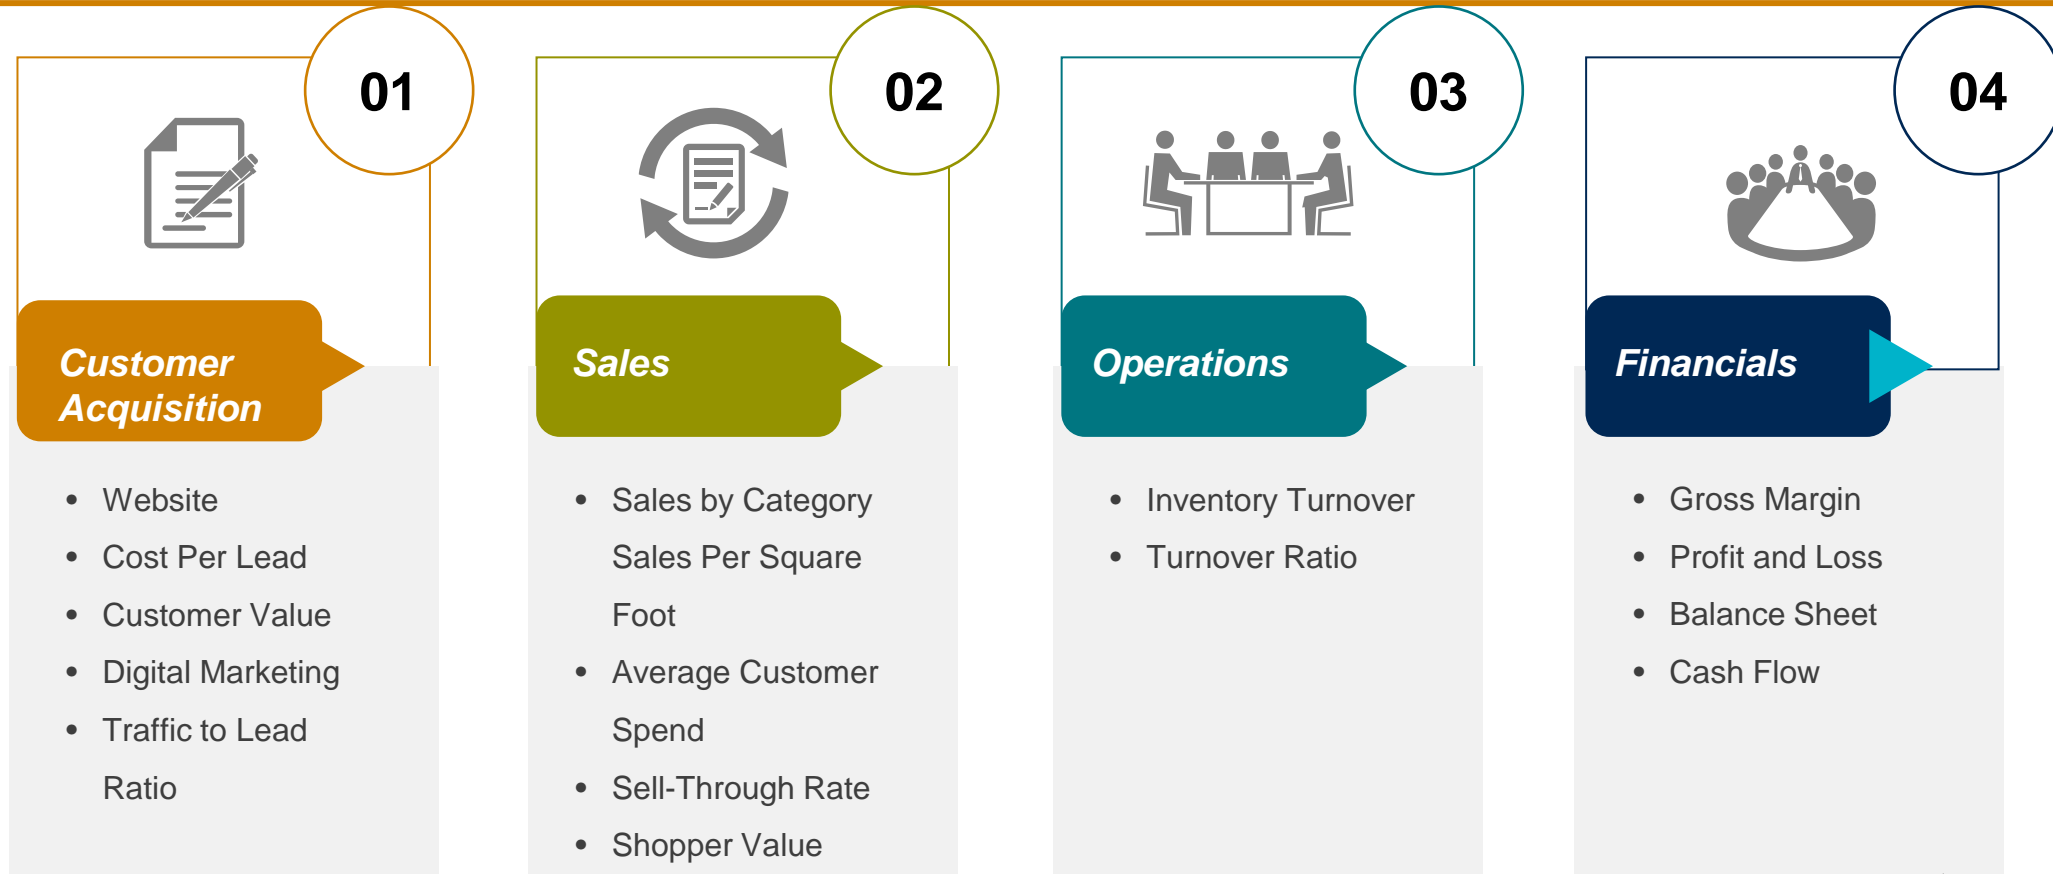 01
Customer
Acquisition
• Website
• Cost Per Lead
• Customer Value
• Digital Marketing
• Traffic to Lead
Ratio
02
Sales
• Sales by Category
Sales Per Square
Foot
• Average Customer
Spend
• Sell-Through Rate
• Shopper Value
03
Operations
• Inventory Turnover
• Turnover Ratio
04
Financials
• Gross Margin
• Profit and Loss
• Balance Sheet
• Cash Flow